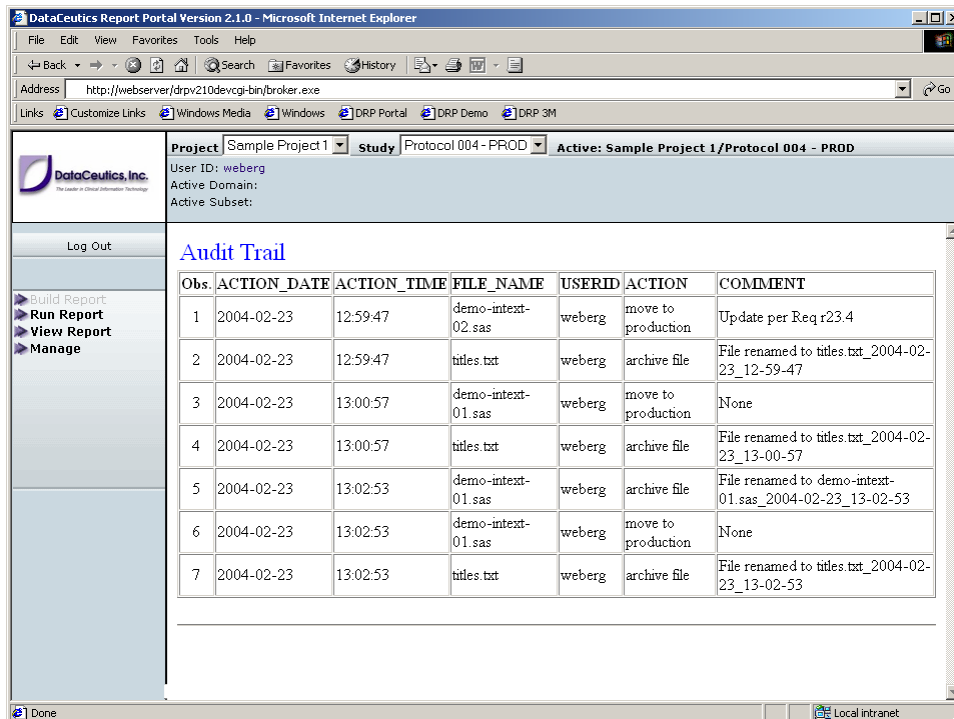 DataCeutics Report Portal Version 2.1.0 - Microsoft Internet Explorer
File Edit View Favorites Tools Help
Back Search Favorites History
Address http://webserver/drpv210devcgi-bin/broker.exe Go
Links Customize Links Windows Media Windows DRP Portal DRP Demo DRP 3M
DataCeutics, Inc.
The Leader in Clinical Information Technology
Project Sample Project 1 Study Protocol 004 - PROD Active: Sample Project 1/Protocol 004 - PROD
User ID: weberg
Active Domain:
Active Subset:
Log Out
Build Report
Run Report
View Report
Manage
Audit Trail
Obs. ACTION_DATE ACTION_TIME FILE_NAME USERID ACTION COMMENT
1 2004-02-23 12:59:47 demo-intext-02.sas weberg move to production Update per Req r23.4
2 2004-02-23 12:59:47 titles.txt weberg archive file File renamed to titles.txt_2004-02-23_12-59-47
3 2004-02-23 13:00:57 demo-intext-01.sas weberg move to production None
4 2004-02-23 13:00:57 titles.txt weberg archive file File renamed to titles.txt_2004-02-23_13-00-57
5 2004-02-23 13:02:53 demo-intext-01.sas weberg archive file File renamed to demo-intext-01.sas_2004-02-23_13-02-53
6 2004-02-23 13:02:53 demo-intext-01.sas weberg move to production None
7 2004-02-23 13:02:53 titles.txt weberg archive file File renamed to titles.txt_2004-02-23_13-02-53
Done Local intranet